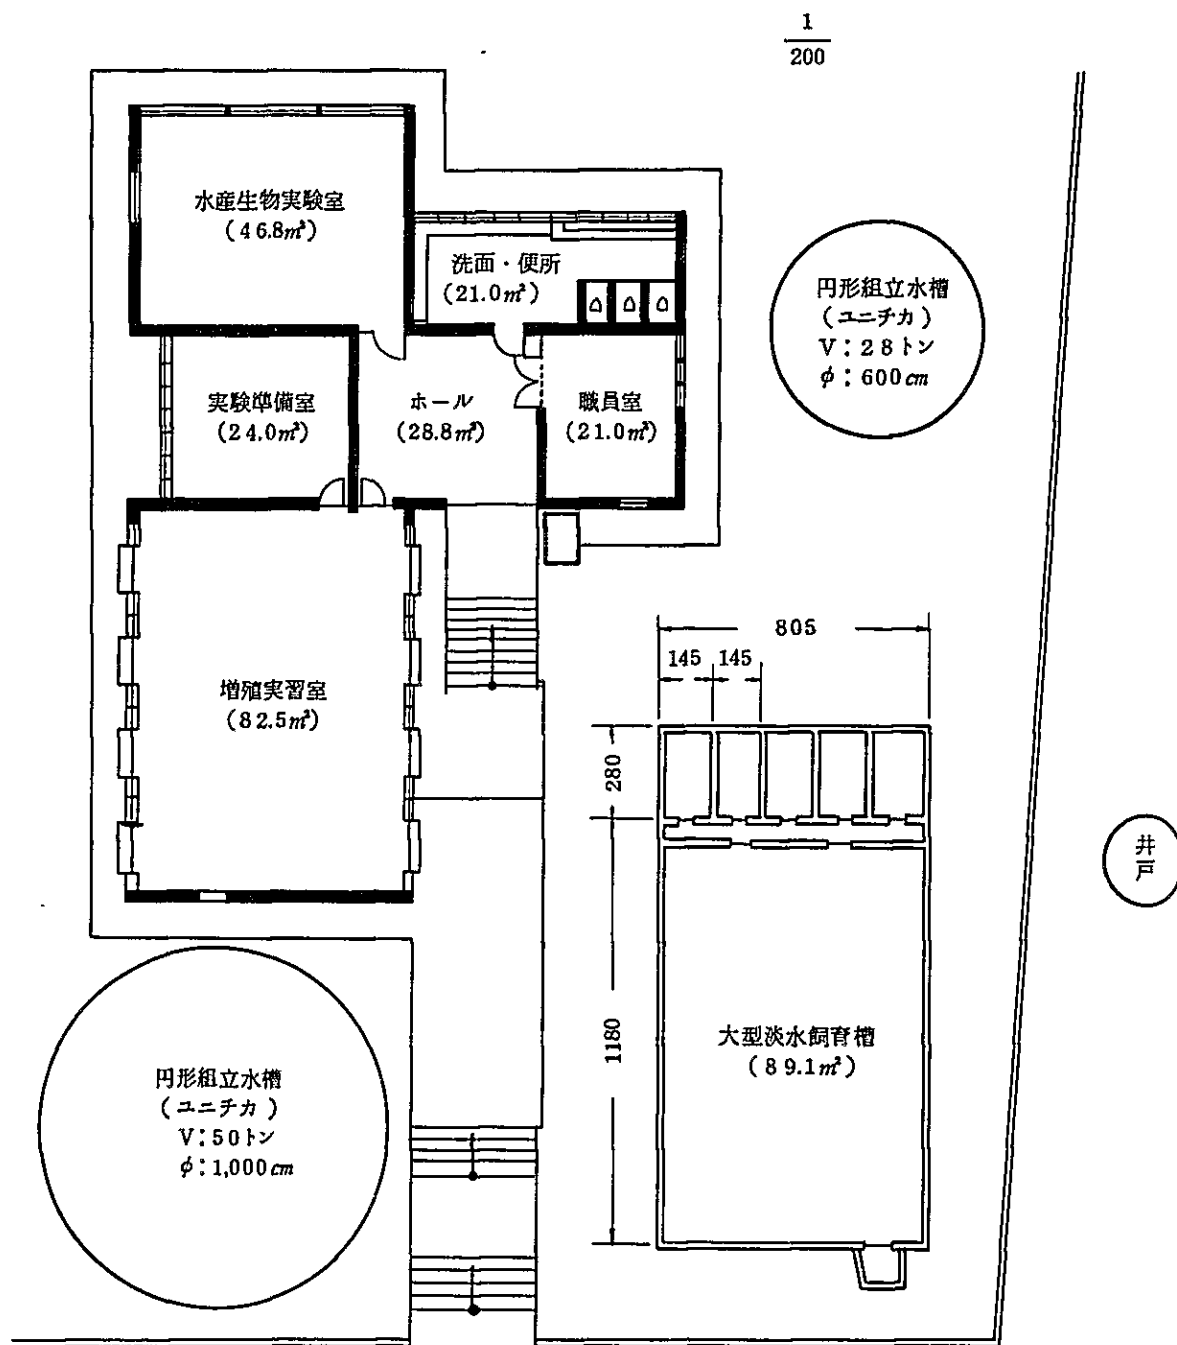 1
200
水産生物実験室
(46.8㎡)
洗面・便所
(21.0㎡)
円形組立水槽
(ユニチカ)
V:28トン
φ:600cm
実験準備室
(24.0㎡)
ホール
(28.8㎡)
職員室
(21.0㎡)
805
145 145
増殖実習室
(82.5㎡)
280
井戸
1180
大型淡水飼育槽
(89.1㎡)
円形組立水槽
(ユニチカ)
V:50トン
φ:1,000cm